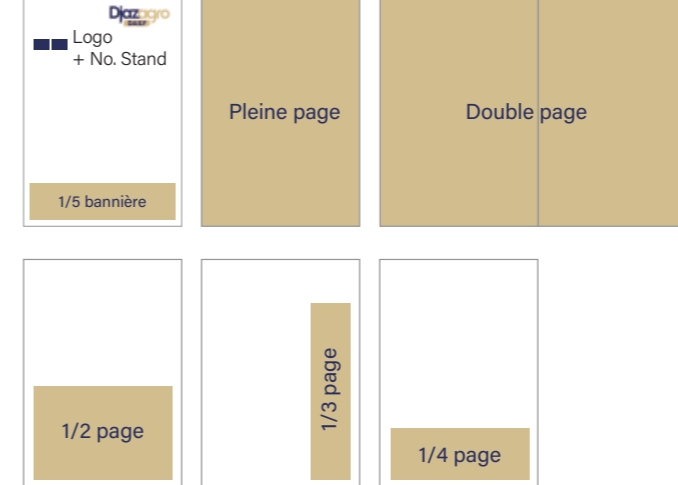 Djazagro
DAILY
Logo
+ No. Stand
1/5 bannière
Pleine page
Double page
1/2 page
1/3 page
1/4 page